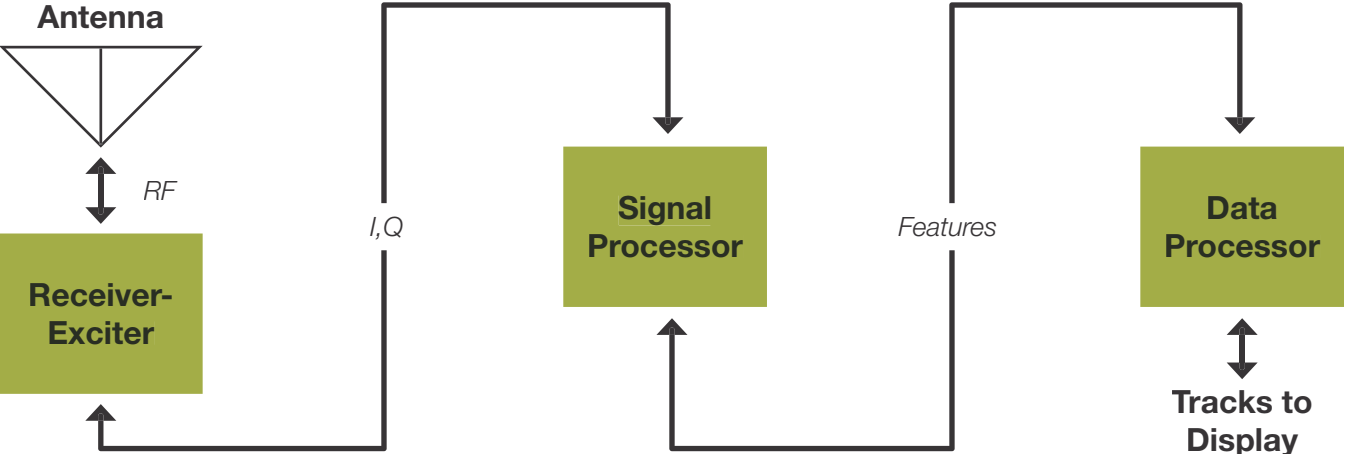 Antenna
RF
Receiver-
Exciter
I,Q
Signal
Processor
Features
Data
Processor
Tracks to
Display